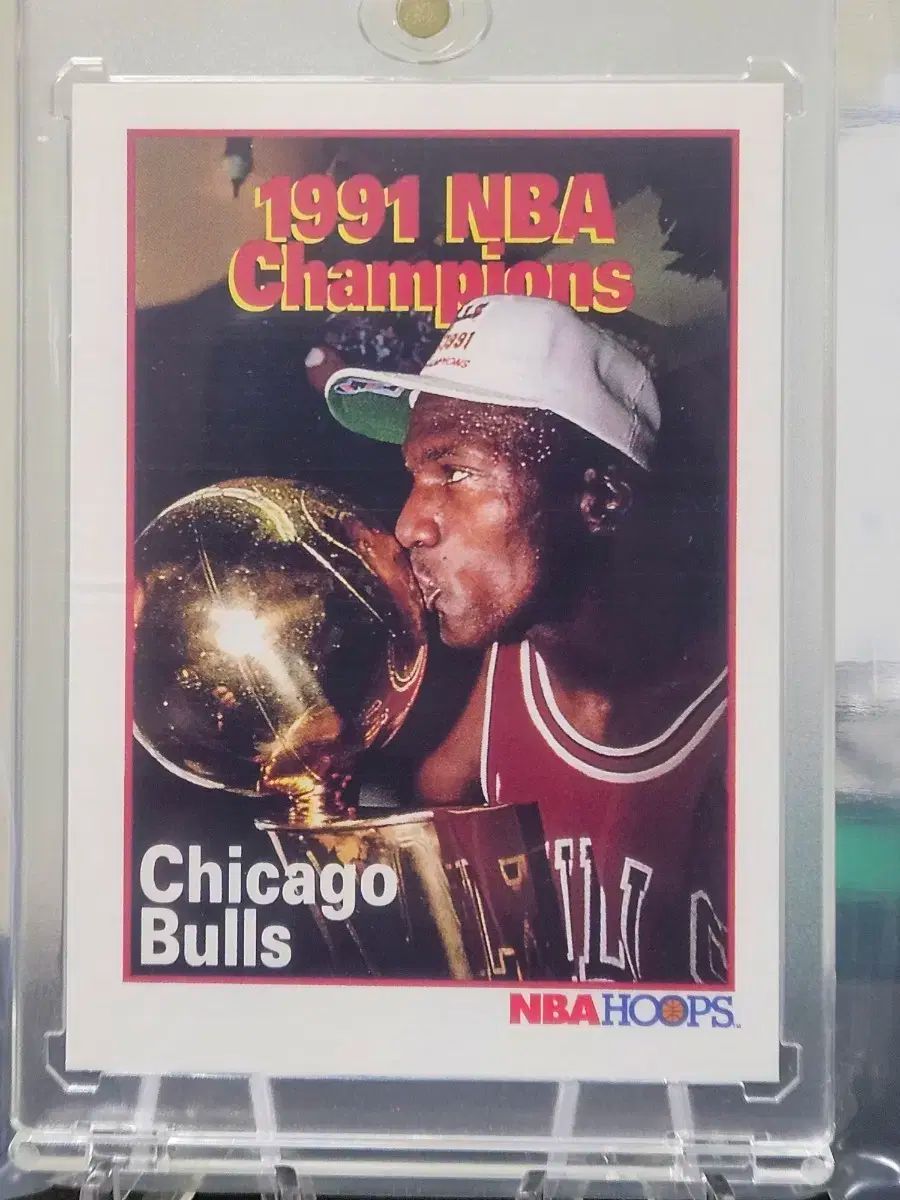 1991 NBA
Champions
1991
Chicago
Bulls
NBA HOOPS